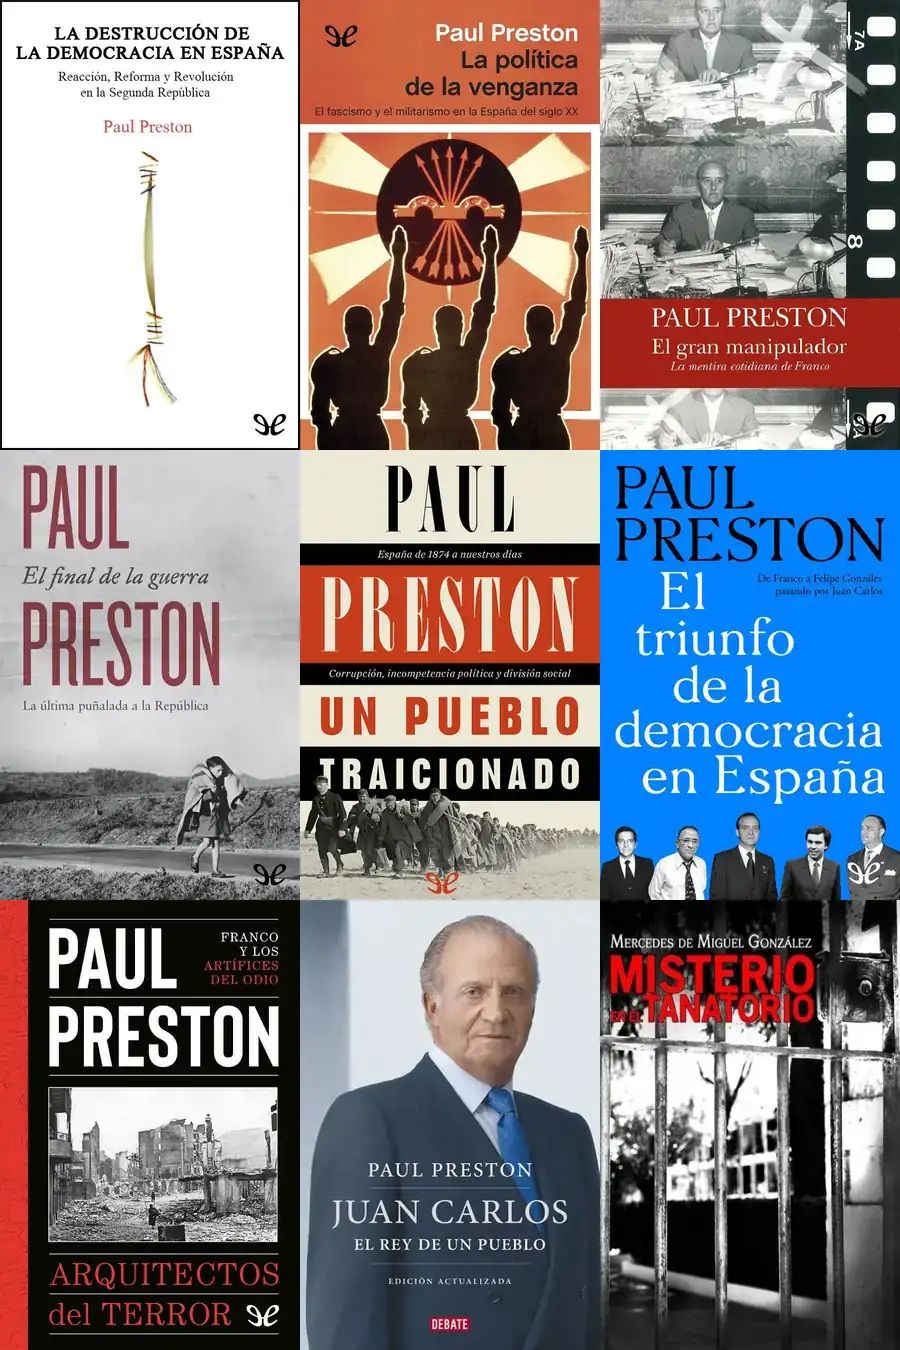 LA DESTRUCCIÓN DE
LA DEMOCRACIA EN ESPAÑA
Reacción, Reforma y Revolución
en la Segunda República
Paul Preston
Paul Preston
La política
de la venganza
El fascismo y el militarismo en la España del siglo XX
7A
8
PAUL PRESTON
El gran manipulador
La mentira cotidiana de Franco
PAUL
El final de la guerra
PRESTON
La última puñalada a la República
PAUL
España de 1874 a nuestros días
PRESTON
Corrupción, incompetencia política y división social
UN PUEBLO
TRAICIONADO
PAUL
PRESTON
De Franco a Felipe González
pasando por Juan Carlos
El
triunfo
de la
democracia
en España
PAUL
PRESTON
FRANCO
Y LOS
ARTÍFICES
DEL ODIO
ARQUITECTOS
del TERROR
PAUL PRESTON
JUAN CARLOS
EL REY DE UN PUEBLO
EDICIÓN ACTUALIZADA
DEBATE
MERCEDES DE MIGUEL GONZÁLEZ
MISTERIO
EN EL TANATORIO